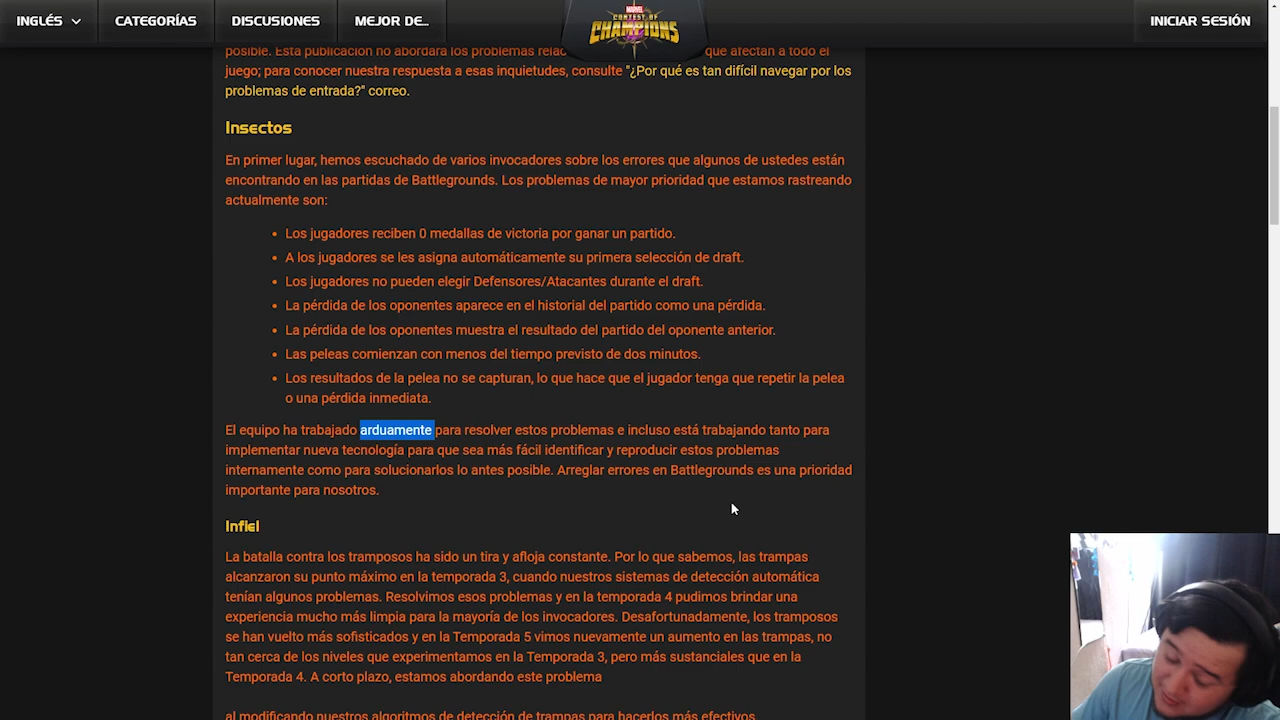 INGLÉS CATEGORÍAS DISCUSIONES MEJOR DE... MARVEL CONTEST OF CHAMPIONS INICIAR SESIÓN
posible. Esta publicación no abordará los problemas que afectan a todo el
juego; para conocer nuestra respuesta a esas inquietudes, consulte "¿Por qué es tan difícil navegar por los
problemas de entrada?" correo.
Insectos
En primer lugar, hemos escuchado de varios invocadores sobre los errores que algunos de ustedes están
encontrando en las partidas de Battlegrounds. Los problemas de mayor prioridad que estamos rastreando
actualmente son:
• Los jugadores reciben 0 medallas de victoria por ganar un partido.
• A los jugadores se les asigna automáticamente su primera selección de draft.
• Los jugadores no pueden elegir Defensores/Atacantes durante el draft.
• La pérdida de los oponentes aparece en el historial del partido como una pérdida.
• La pérdida de los oponentes muestra el resultado del partido del oponente anterior.
• Las peleas comienzan con menos del tiempo previsto de dos minutos.
• Los resultados de la pelea no se capturan, lo que hace que el jugador tenga que repetir la pelea
o una pérdida inmediata.
El equipo ha trabajado arduamente para resolver estos problemas e incluso está trabajando tanto para
implementar nueva tecnología para que sea más fácil identificar y reproducir estos problemas
internamente como para solucionarlos lo antes posible. Arreglar errores en Battlegrounds es una prioridad
importante para nosotros.
Infiel
La batalla contra los tramposos ha sido un tira y afloja constante. Por lo que sabemos, las trampas
alcanzaron su punto máximo en la temporada 3, cuando nuestros sistemas de detección automática
tenían algunos problemas. Resolvimos esos problemas y en la temporada 4 pudimos brindar una
experiencia mucho más limpia para la mayoría de los invocadores. Desafortunadamente, los tramposos
se han vuelto más sofisticados y en la Temporada 5 vimos nuevamente un aumento en las trampas, no
tan cerca de los niveles que experimentamos en la Temporada 3, pero más sustanciales que en la
Temporada 4. A corto plazo, estamos abordando este problema
al modificando nuestros algoritmos de detección de trampas para hacerlos más efectivos.